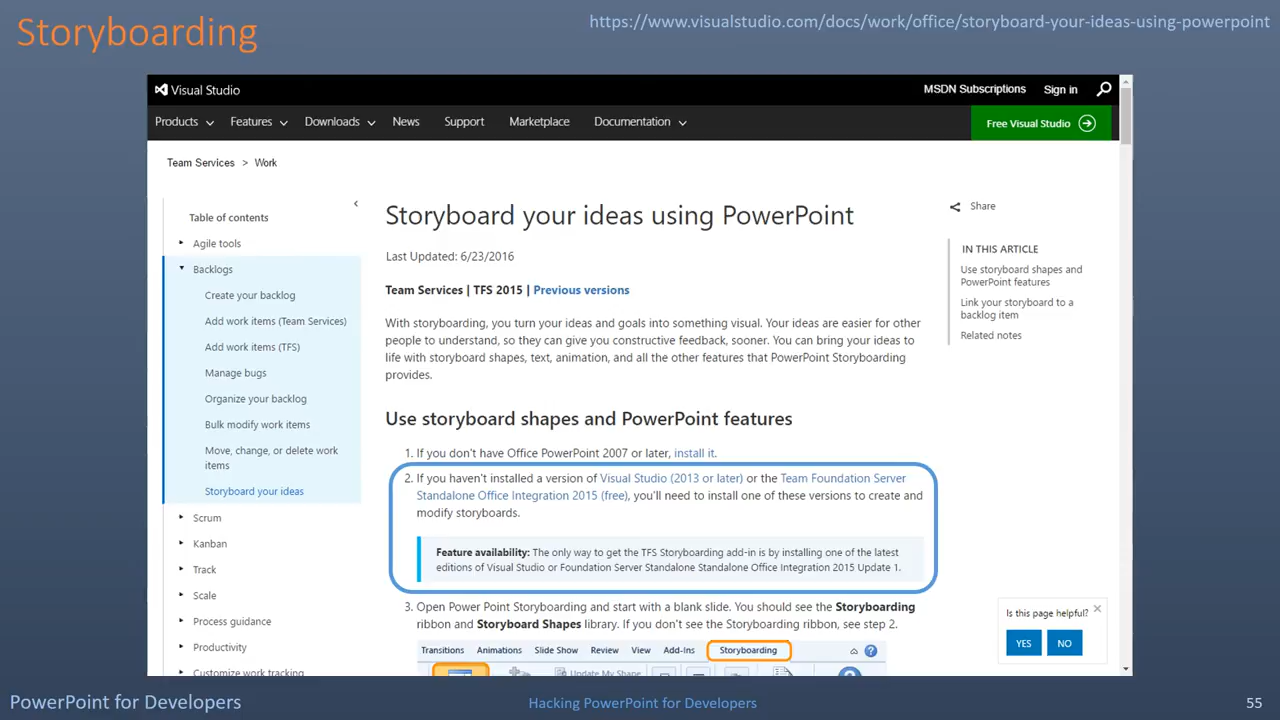 Storyboarding
https://www.visualstudio.com/docs/work/office/storyboard-your-ideas-using-powerpoint
Visual Studio
MSDN Subscriptions
Sign in
Products
Features
Downloads
News
Support
Marketplace
Documentation
Free Visual Studio
Team Services > Work
Table of contents
Agile tools
Backlogs
Create your backlog
Add work items (Team Services)
Add work items (TFS)
Manage bugs
Organize your backlog
Bulk modify work items
Move, change, or delete work
items
Storyboard your ideas
Scrum
Kanban
Track
Scale
Process guidance
Productivity
Customize work tracking
Storyboard your ideas using PowerPoint
Last Updated: 6/23/2016
Team Services | TFS 2015 | Previous versions
With storyboarding, you turn your ideas and goals into something visual. Your ideas are easier for other
people to understand, so they can give you constructive feedback, sooner. You can bring your ideas to
life with storyboard shapes, text, animation, and all the other features that PowerPoint Storyboarding
provides.
Use storyboard shapes and PowerPoint features
1. If you don't have Office PowerPoint 2007 or later, install it.
2. If you haven't installed a version of Visual Studio (2013 or later) or the Team Foundation Server
Standalone Office Integration 2015 (free), you'll need to install one of these versions to create and
modify storyboards.
Feature availability: The only way to get the TFS Storyboarding add-in is by installing one of the latest
editions of Visual Studio or Foundation Server Standalone Standalone Office Integration 2015 Update 1.
3. Open Power Point Storyboarding and start with a blank slide. You should see the Storyboarding
ribbon and Storyboard Shapes library. If you don't see the Storyboarding ribbon, see step 2.
Transitions
Animations
Slide Show
Review
View
Add-Ins
Storyboarding
Update My Shape
Share
IN THIS ARTICLE
Use storyboard shapes and
PowerPoint features
Link your storyboard to a
backlog item
Related notes
Is this page helpful?
YES
NO
PowerPoint for Developers
Hacking PowerPoint for Developers
55